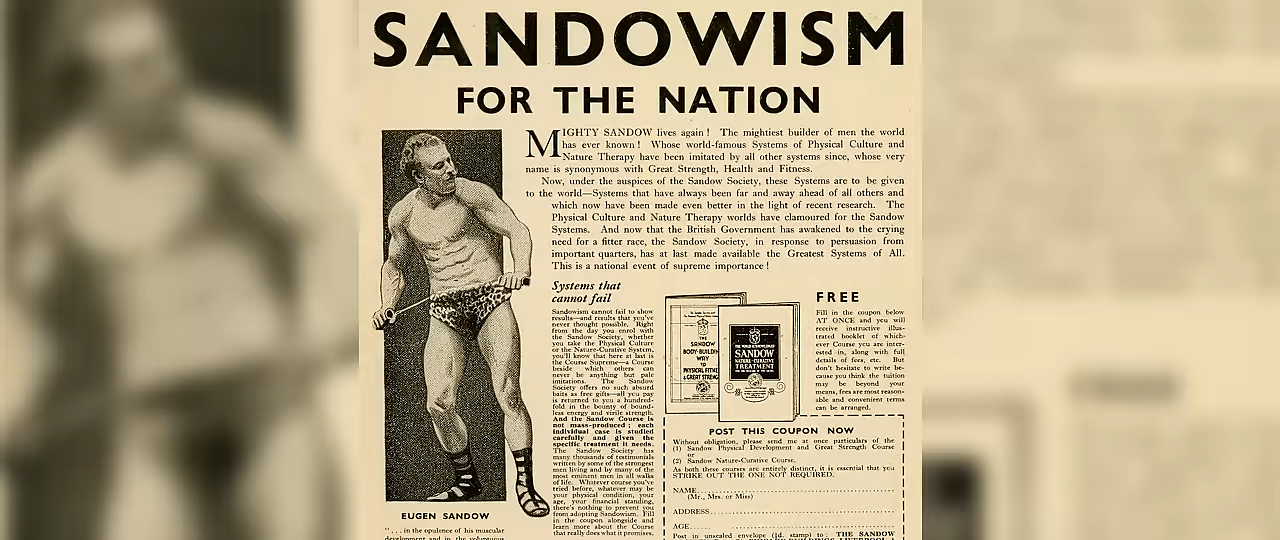 SANDOWISM
FOR THE NATION
MIGHTY SANDOW lives again! The mightiest builder of men the world
has ever known! Whose world-famous Systems of Physical Culture and
Nature Therapy have been imitated by all other systems since, whose very
name is synonymous with Great Strength, Health and Fitness.
Now, under the auspices of the Sandow Society, these Systems are to be given
to the world—Systems that have always been far and away ahead of all others and
which now have been made even better in the light of recent research. The
Physical Culture and Nature Therapy worlds have clamoured for the Sandow
Systems. And now that the British Government has awakened to the crying
need for a fitter race, the Sandow Society, in response to persuasion from
important quarters, has at last made available the Greatest Systems of All.
This is a national event of supreme importance!
EUGEN SANDOW
". . . in the opulence of his muscular
development and in the voluptuous
Systems that
cannot fail
Sandowism cannot fail to show
results—and results that you've
never thought possible. Right
from the day you enrol with
the Sandow Society, whether
you take the Physical Culture
or the Nature-Curative System,
you'll know that here at last is
the Course Supreme—a Course
beside which others can
never be anything but pale
imitations. The Sandow
Society offers no such absurd
baits as free gifts—all you pay
is returned to you a hundred-
fold in the bounty of bound-
less energy and virile strength.
And the Sandow Course is
not mass-produced; each
individual case is studied
carefully and given the
specific treatment it needs.
The Sandow Society has
many thousands of testimonials
written by some of the strongest
men living and by many of the
most eminent men in all walks
of life. Whatever course you've
tried before, whatever may be
your physical condition, your
age, your financial standing,
there's nothing to prevent you
from adopting Sandowism. Fill
in the coupon alongside and
learn more about the Course
that really does what it promises.
THE
SANDOW
BODY-BUILDING
WAY
TO
PHYSICAL FITNESS
& GREAT STRENGTH
THE WORLD ACKNOWLEDGED
SANDOW
NATURE-CURATIVE
TREATMENT
FREE
Fill in the coupon below
AT ONCE and you will
receive instructive illus-
trated booklet of which-
ever Course you are inter-
ested in, along with full
details of fees, etc. But
don't hesitate to write be-
cause you think the tuition
may be beyond your
means, fees are most reason-
able and convenient terms
can be arranged.
POST THIS COUPON NOW
Without obligation, please send me at once particulars of the
(1) Sandow Physical Development and Great Strength Course
or
(2) Sandow Nature-Curative Course.
As both these courses are entirely distinct, it is essential that you
STRIKE OUT THE ONE NOT REQUIRED.
NAME
(Mr., Mrs. or Miss)
ADDRESS
AGE
Post in unsealed envelope (½d. stamp) to: THE SANDOW